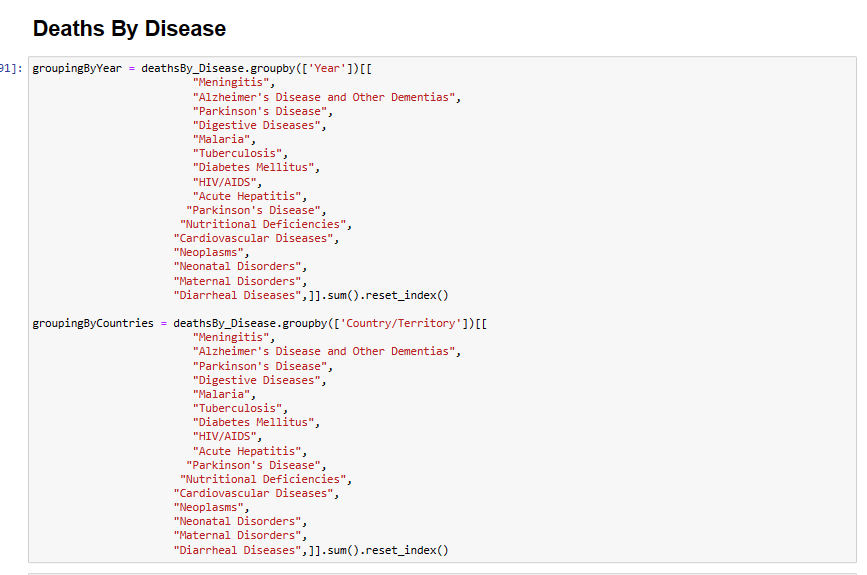 Deaths By Disease
91]: groupingByYear = deathsBy_Disease.groupby(['Year'])[[
"Meningitis",
"Alzheimer's Disease and Other Dementias",
"Parkinson's Disease",
"Digestive Diseases",
"Malaria",
"Tuberculosis",
"Diabetes Mellitus",
"HIV/AIDS",
"Acute Hepatitis",
"Parkinson's Disease",
"Nutritional Deficiencies",
"Cardiovascular Diseases",
"Neoplasms",
"Neonatal Disorders",
"Maternal Disorders",
"Diarrheal Diseases",]].sum().reset_index()
groupingByCountries = deathsBy_Disease.groupby(['Country/Territory'])[[
"Meningitis",
"Alzheimer's Disease and Other Dementias",
"Parkinson's Disease",
"Digestive Diseases",
"Malaria",
"Tuberculosis",
"Diabetes Mellitus",
"HIV/AIDS",
"Acute Hepatitis",
"Parkinson's Disease",
"Nutritional Deficiencies",
"Cardiovascular Diseases",
"Neoplasms",
"Neonatal Disorders",
"Maternal Disorders",
"Diarrheal Diseases",]].sum().reset_index()